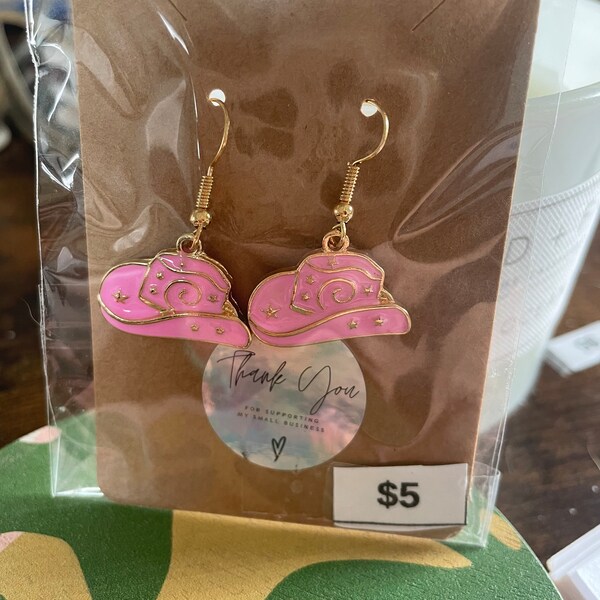 Thank You
FOR SUPPORTING
MY SMALL BUSINESS
$5